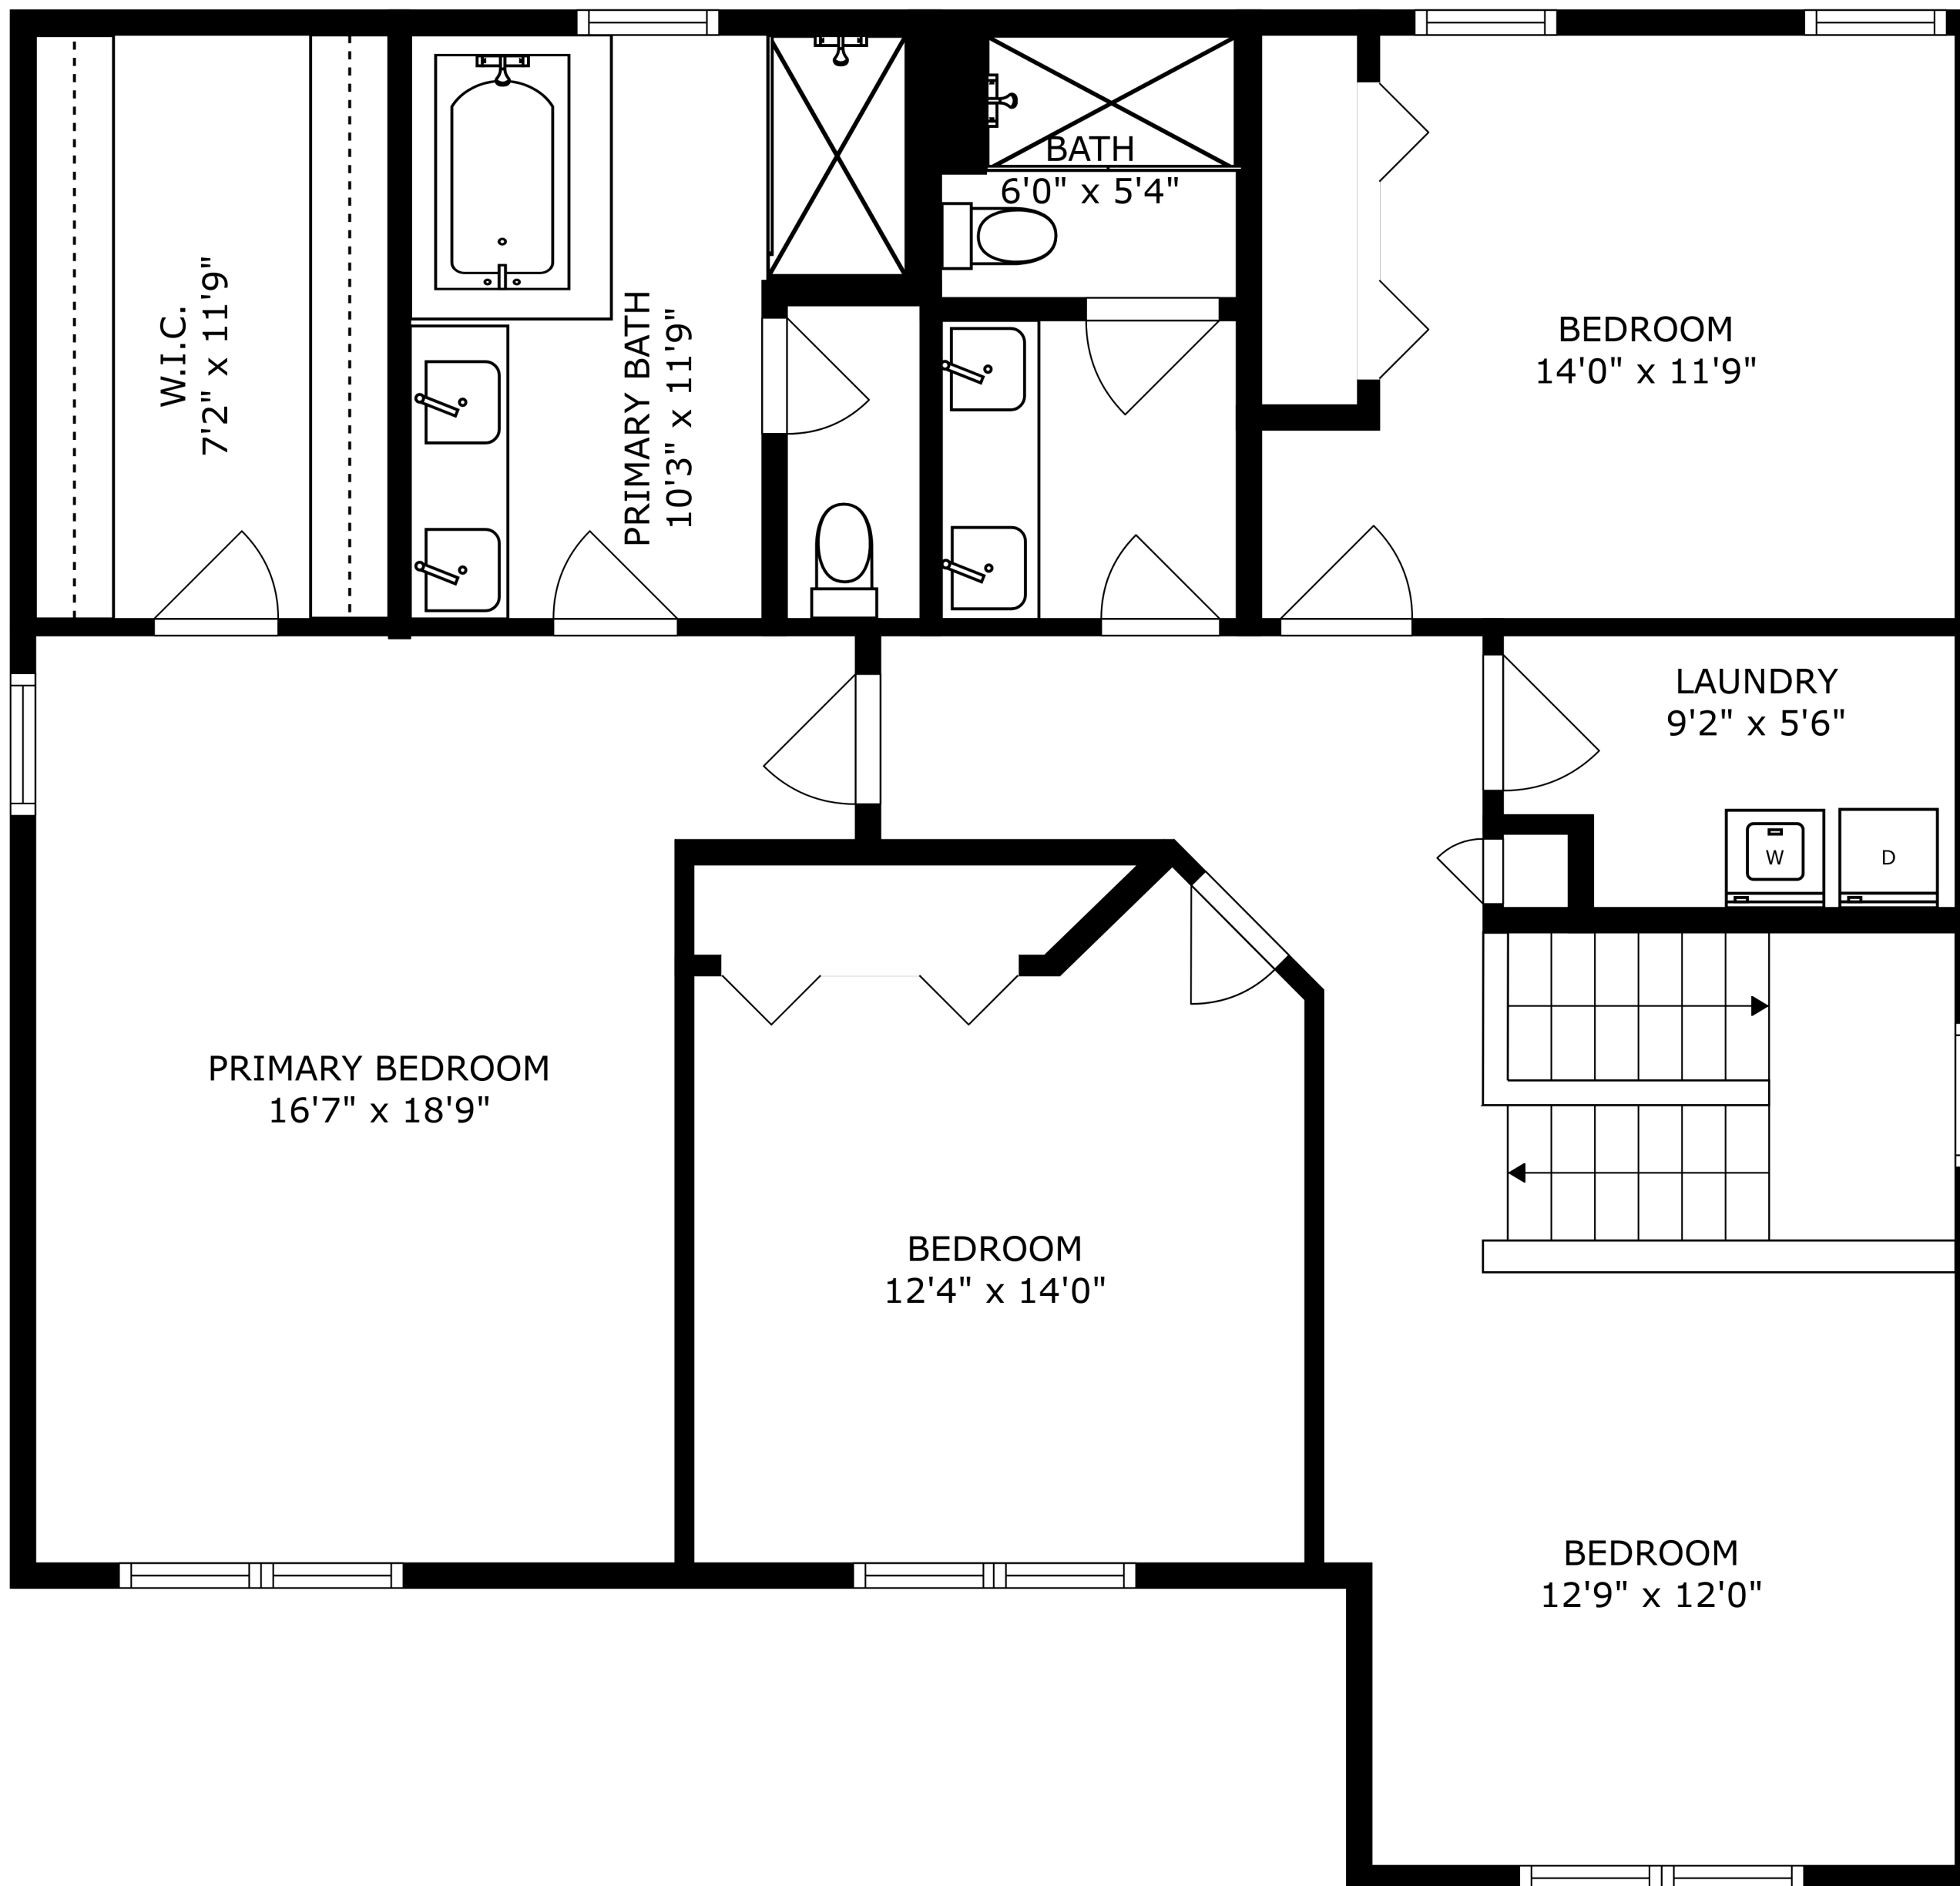 BATH
6'0" x 5'4"
W.I.C.
7'2" x 11'9"
PRIMARY BATH
10'3" x 11'9"
BEDROOM
14'0" x 11'9"
LAUNDRY
9'2" x 5'6"
W
D
PRIMARY BEDROOM
16'7" x 18'9"
BEDROOM
12'4" x 14'0"
BEDROOM
12'9" x 12'0"